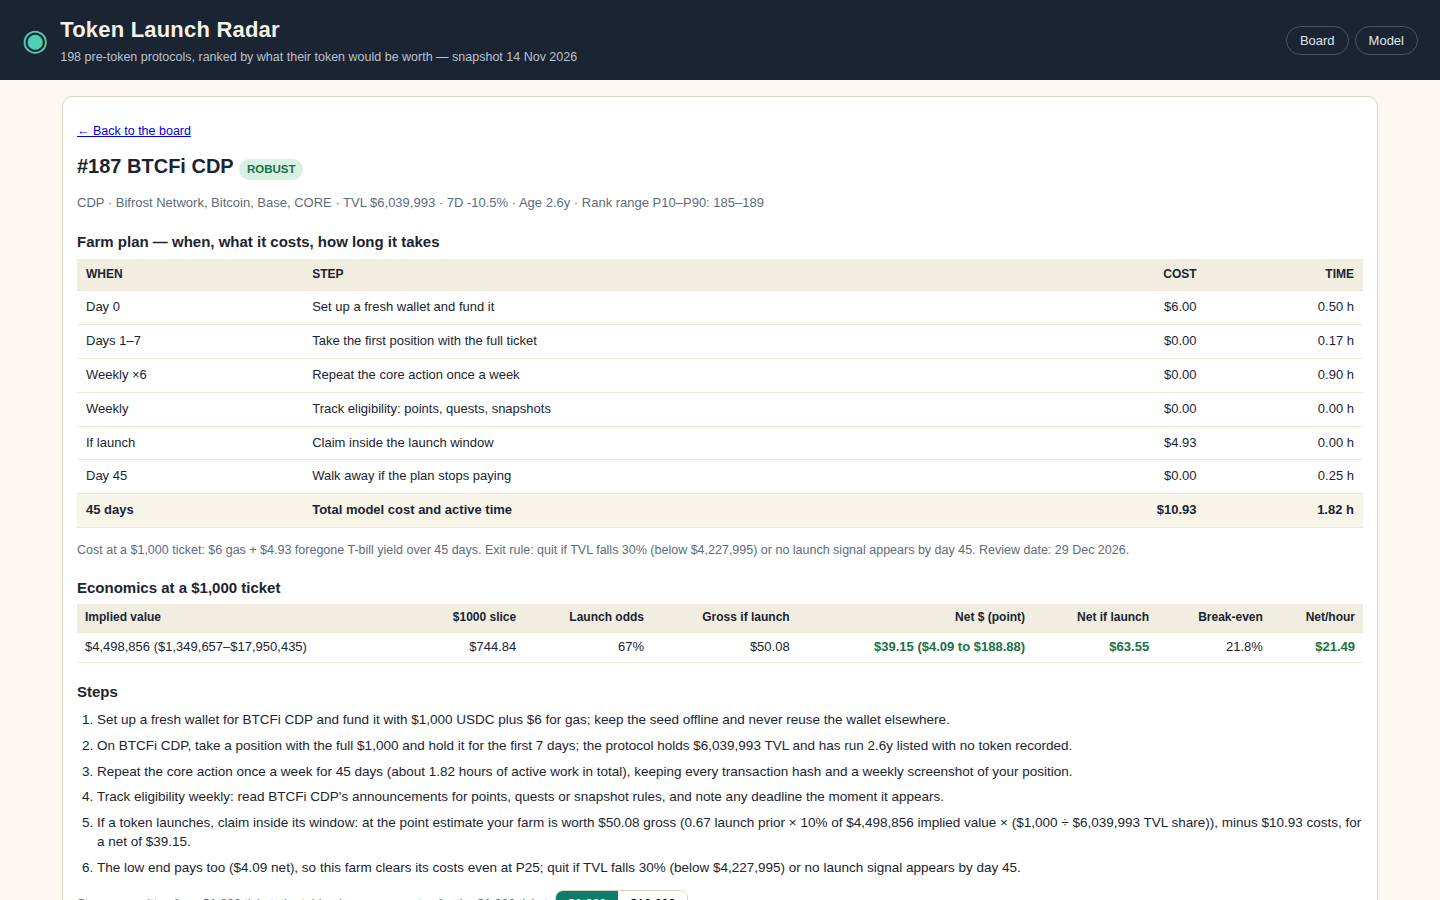 Token Launch Radar
198 pre-token protocols, ranked by what their token would be worth — snapshot 14 Nov 2026
Board
Model
← Back to the board
#187 BTCFi CDP ROBUST
CDP · Bifrost Network, Bitcoin, Base, CORE · TVL $6,039,993 · 7D -10.5% · Age 2.6y · Rank range P10–P90: 185–189
Farm plan — when, what it costs, how long it takes
WHEN STEP COST TIME
Day 0 Set up a fresh wallet and fund it $6.00 0.50 h
Days 1–7 Take the first position with the full ticket $0.00 0.17 h
Weekly ×6 Repeat the core action once a week $0.00 0.90 h
Weekly Track eligibility: points, quests, snapshots $0.00 0.00 h
If launch Claim inside the launch window $4.93 0.00 h
Day 45 Walk away if the plan stops paying $0.00 0.25 h
45 days Total model cost and active time $10.93 1.82 h
Cost at a $1,000 ticket: $6 gas + $4.93 foregone T-bill yield over 45 days. Exit rule: quit if TVL falls 30% (below $4,227,995) or no launch signal appears by day 45. Review date: 29 Dec 2026.
Economics at a $1,000 ticket
Implied value $1000 slice Launch odds Gross if launch Net $ (point) Net if launch Break-even Net/hour
$4,498,856 ($1,349,657–$17,950,435) $744.84 67% $50.08 $39.15 ($4.09 to $188.88) $63.55 21.8% $21.49
Steps
1. Set up a fresh wallet for BTCFi CDP and fund it with $1,000 USDC plus $6 for gas; keep the seed offline and never reuse the wallet elsewhere.
2. On BTCFi CDP, take a position with the full $1,000 and hold it for the first 7 days; the protocol holds $6,039,993 TVL and has run 2.6y listed with no token recorded.
3. Repeat the core action once a week for 45 days (about 1.82 hours of active work in total), keeping every transaction hash and a weekly screenshot of your position.
4. Track eligibility weekly: read BTCFi CDP's announcements for points, quests or snapshot rules, and note any deadline the moment it appears.
5. If a token launches, claim inside its window: at the point estimate your farm is worth $50.08 gross (0.67 launch prior × 10% of $4,498,856 implied value × ($1,000 ÷ $6,039,993 TVL share)), minus $10.93 costs, for
a net of $39.15.
6. The low end pays too ($4.09 net), so this farm clears its costs even at P25; quit if TVL falls 30% (below $4,227,995) or no launch signal appears by day 45.